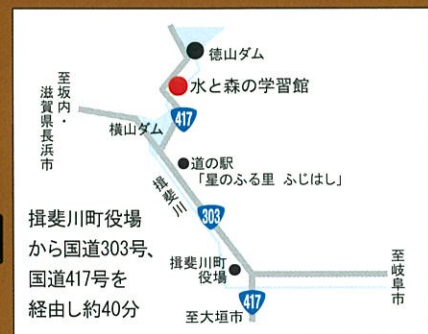 徳山ダム
水と森の学習館
417
至坂内・
滋賀県長浜市
横山ダム
道の駅
「星のふる里 ふじはし」
揖斐川
303
揖斐川町役場
から国道303号、
国道417号を
経由し約40分
揖斐川町
役場
至岐阜市
417
至大垣市